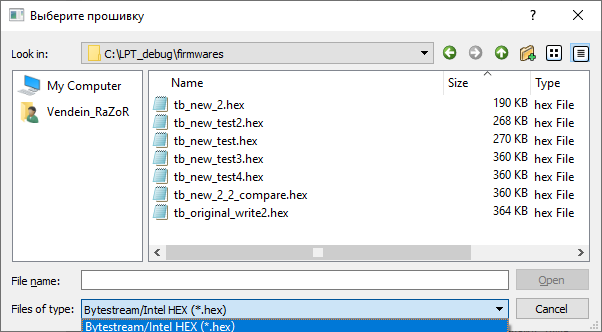 Выберите прошивку
Look in: C:\LPT_debug\firmwares
My Computer
Vendein_RaZoR
Name Size Type
tb_new_2.hex 190 KB hex File
tb_new_test2.hex 268 KB hex File
tb_new_test.hex 270 KB hex File
tb_new_test3.hex 360 KB hex File
tb_new_test4.hex 360 KB hex File
tb_new_2_2_compare.hex 360 KB hex File
tb_original_write2.hex 364 KB hex File
File name: Open
Files of type: Bytestream/Intel HEX (*.hex) Cancel
Bytestream/Intel HEX (*.hex)